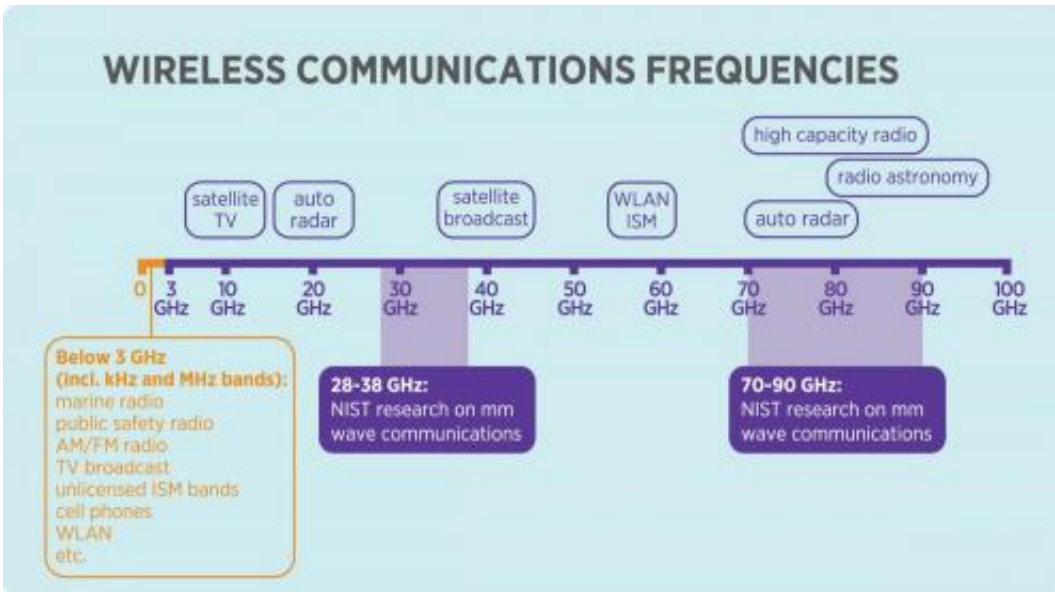 WIRELESS COMMUNICATIONS FREQUENCIES
high capacity radio
radio astronomy
auto radar
satellite
TV
auto
radar
satellite
broadcast
WLAN
ISM
0
3
GHz
10
GHz
20
GHz
30
GHz
40
GHz
50
GHz
60
GHz
70
GHz
80
GHz
90
GHz
100
GHz
Below 3 GHz
(incl. kHz and MHz bands):
marine radio
public safety radio
AM/FM radio
TV broadcast
unlicensed ISM bands
cell phones
WLAN
etc.
28-38 GHz:
NIST research on mm
wave communications
70-90 GHz:
NIST research on mm
wave communications